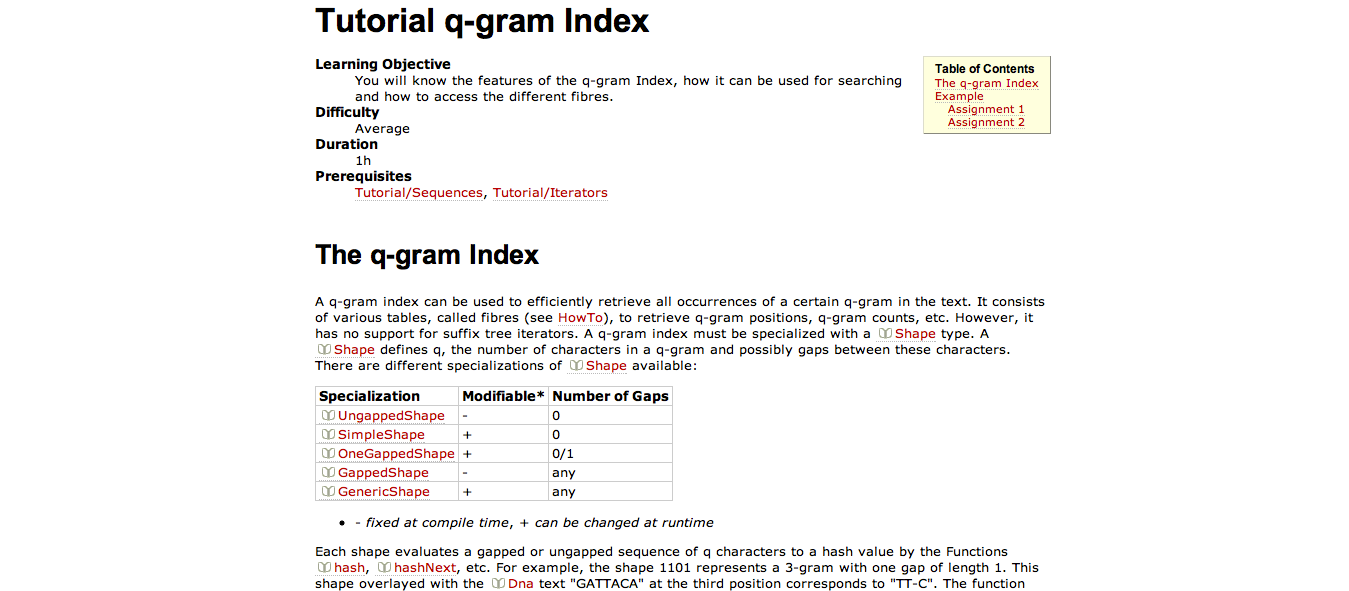 Tutorial q-gram Index
Learning Objective
You will know the features of the q-gram Index, how it can be used for searching
and how to access the different fibres.
Difficulty
Average
Duration
1h
Prerequisites
Tutorial/Sequences, Tutorial/Iterators
Table of Contents
The q-gram Index
Example
Assignment 1
Assignment 2
The q-gram Index
A q-gram index can be used to efficiently retrieve all occurrences of a certain q-gram in the text. It consists
of various tables, called fibres (see HowTo), to retrieve q-gram positions, q-gram counts, etc. However, it
has no support for suffix tree iterators. A q-gram index must be specialized with a Shape type. A
Shape defines q, the number of characters in a q-gram and possibly gaps between these characters.
There are different specializations of Shape available:
Specialization Modifiable* Number of Gaps
UngappedShape - 0
SimpleShape + 0
OneGappedShape + 0/1
GappedShape - any
GenericShape + any
• - fixed at compile time, + can be changed at runtime
Each shape evaluates a gapped or ungapped sequence of q characters to a hash value by the Functions
hash, hashNext, etc. For example, the shape 1101 represents a 3-gram with one gap of length 1. This
shape overlayed with the Dna text "GATTACA" at the third position corresponds to "TT-C". The function